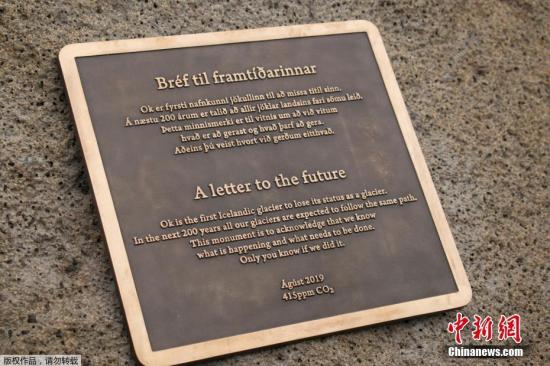 Bréf til framtíðarinnar
Ok er fyrsti nafnkunni jökullinn til að missa titil sinn.
Á næstu 200 árum er talið að allir jöklar landsins fari sömu leið.
Þetta minnismerki er til vitnis um að við vitum
hvað er að gerast og hvað þarf að gera.
Aðeins þú veist hvort við gerðum eitthvað.
A letter to the future
Ok is the first Icelandic glacier to lose its status as a glacier.
In the next 200 years all our glaciers are expected to follow the same path.
This monument is to acknowledge that we know
what is happening and what needs to be done.
Only you know if we did it.
Ágúst 2019
415ppm CO₂
中新网
CHINANEWS.COM
版权作品 请勿转载